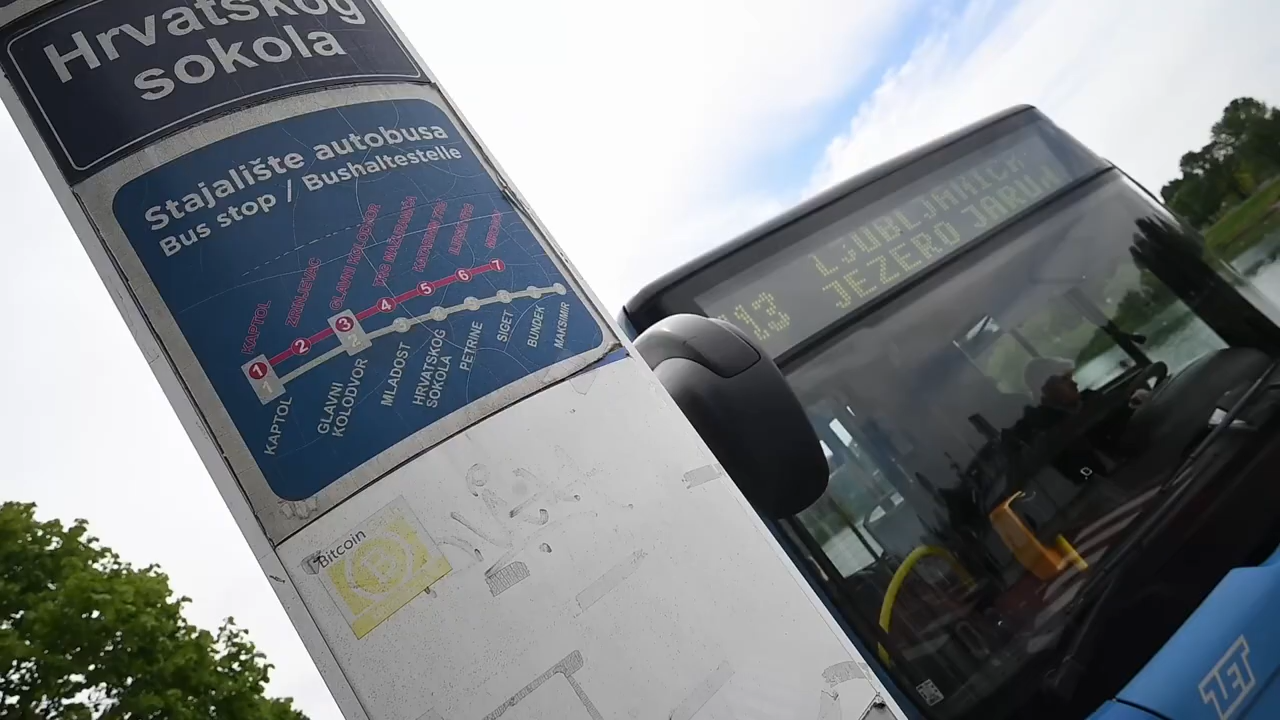 Hrvatskog
sokola
Stajalište autobusa
Bus stop / Bushaltestelle
KAPTOL
ZRINJEVAC
GLAVNI KOLODVOR
1
2
3
4
5
6
7
1
2
KAPTOL
GLAVNI
KOLODVOR
MLADOST
HRVATSKOG
SOKOLA
PETRINE
SIGET
BUNDEK
MAKSIMIR
Bitcoin
113
LJUBLJANICA
JEZERO JARUN
ZET